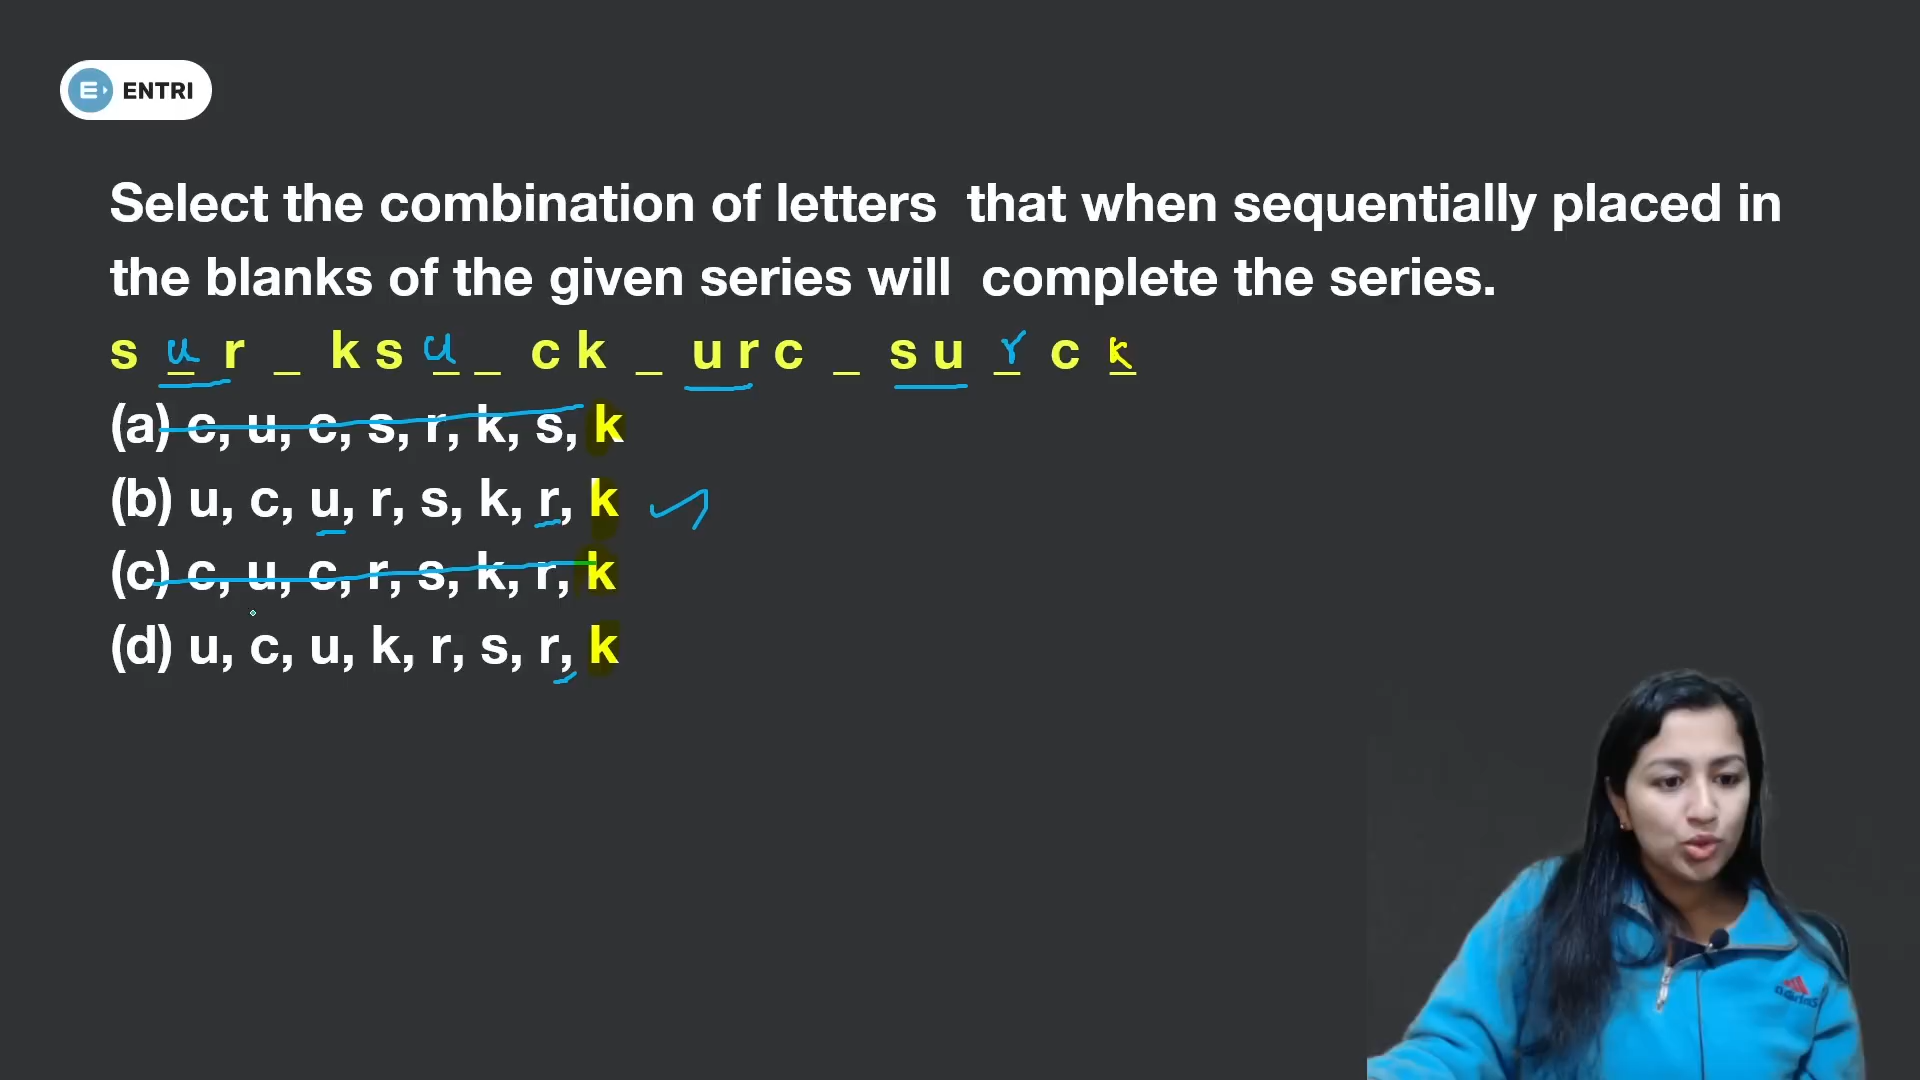 ENTRI
Select the combination of letters that when sequentially placed in
the blanks of the given series will complete the series.
s u r _ k s u _ c k _ u r c _ s u r c k
(a) c, u, c, s, r, k, s, k
(b) u, c, u, r, s, k, r, k
(c) c, u, c, r, s, k, r, k
(d) u, c, u, k, r, s, r, k
adidas